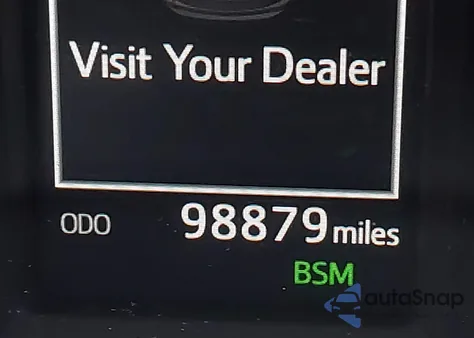 Visit Your Dealer
ODO 98879 miles
BSM
autoSnap